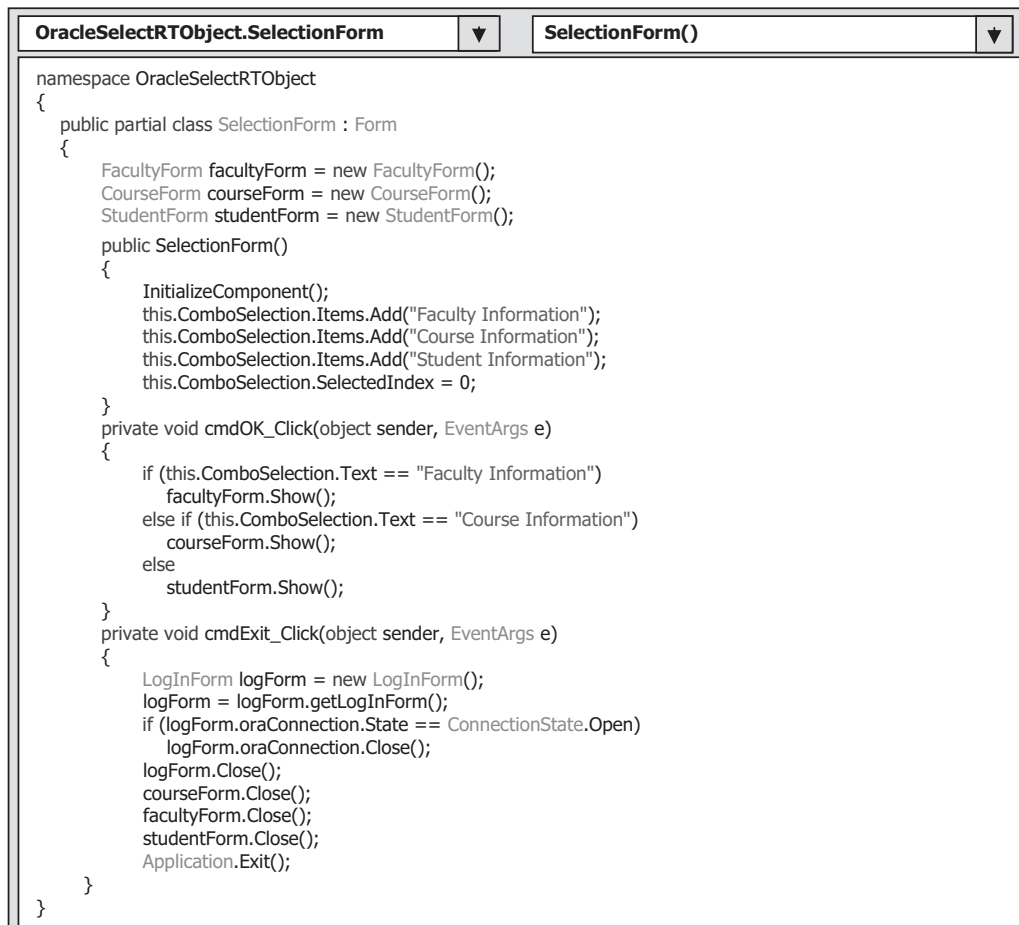 OracleSelectRTObject.SelectionForm SelectionForm()
namespace OracleSelectRTObject
{
public partial class SelectionForm : Form
{
FacultyForm facultyForm = new FacultyForm();
CourseForm courseForm = new CourseForm();
StudentForm studentForm = new StudentForm();
public SelectionForm()
{
InitializeComponent();
this.ComboSelection.Items.Add("Faculty Information");
this.ComboSelection.Items.Add("Course Information");
this.ComboSelection.Items.Add("Student Information");
this.ComboSelection.SelectedIndex = 0;
}
private void cmdOK_Click(object sender, EventArgs e)
{
if (this.ComboSelection.Text == "Faculty Information")
facultyForm.Show();
else if (this.ComboSelection.Text == "Course Information")
courseForm.Show();
else
studentForm.Show();
}
private void cmdExit_Click(object sender, EventArgs e)
{
LogInForm logForm = new LogInForm();
logForm = logForm.getLogInForm();
if (logForm.oraConnection.State == ConnectionState.Open)
logForm.oraConnection.Close();
logForm.Close();
courseForm.Close();
facultyForm.Close();
studentForm.Close();
Application.Exit();
}
}